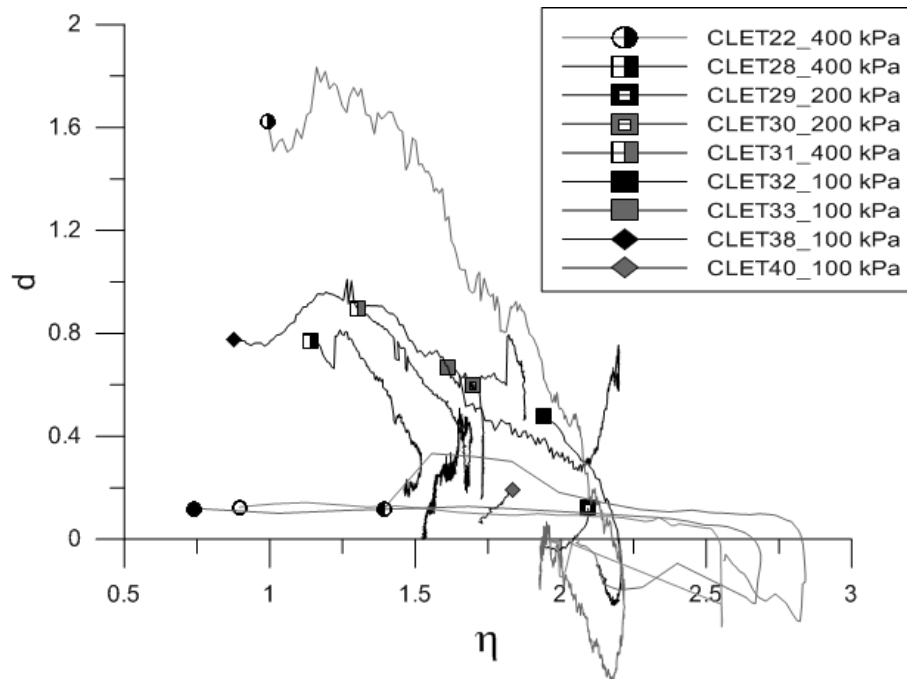 2
1.6
1.2
0.8
0.4
0
d
0.5 1 1.5 2 2.5 3
η
CLET22_400 kPa
CLET28_400 kPa
CLET29_200 kPa
CLET30_200 kPa
CLET31_400 kPa
CLET32_100 kPa
CLET33_100 kPa
CLET38_100 kPa
CLET40_100 kPa